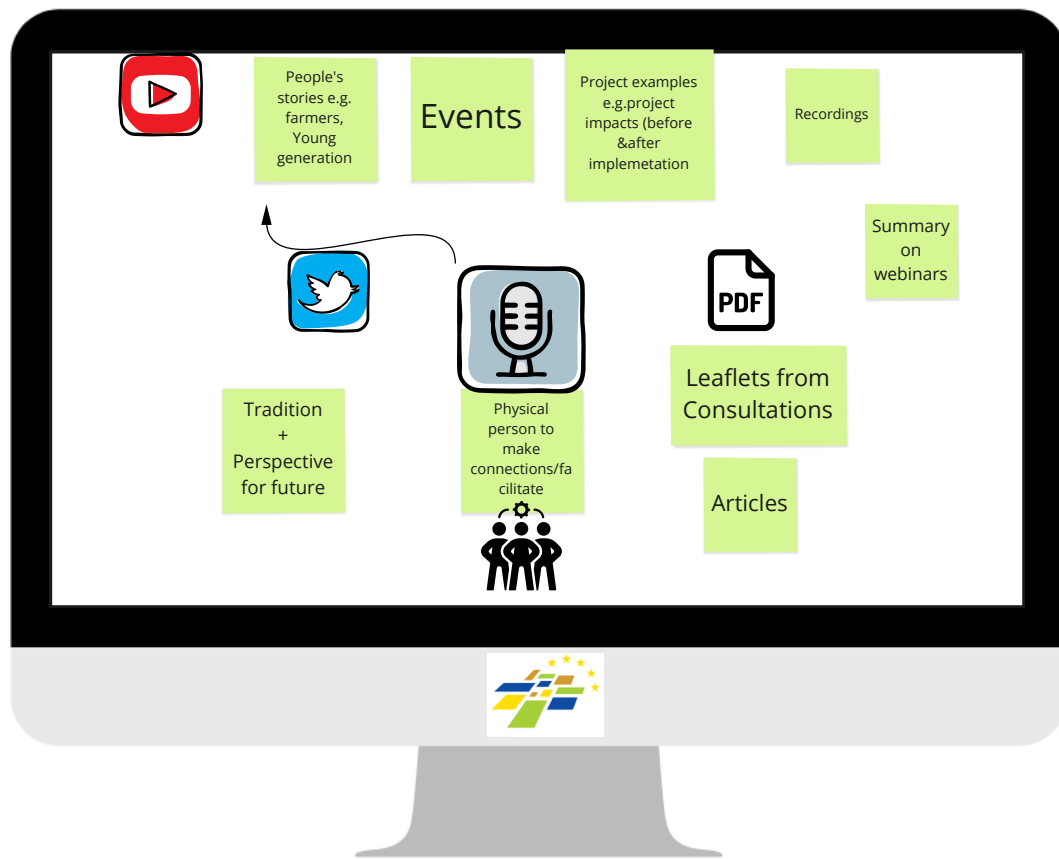 People's
stories e.g.
farmers,
Young
generation
Events
Project examples
e.g.project
impacts (before
&after
implemetation
Recordings
Summary
on
webinars
PDF
Leaflets from
Consultations
Tradition
+
Perspective
for future
Physical
person to
make
connections/fa
cilitate
Articles